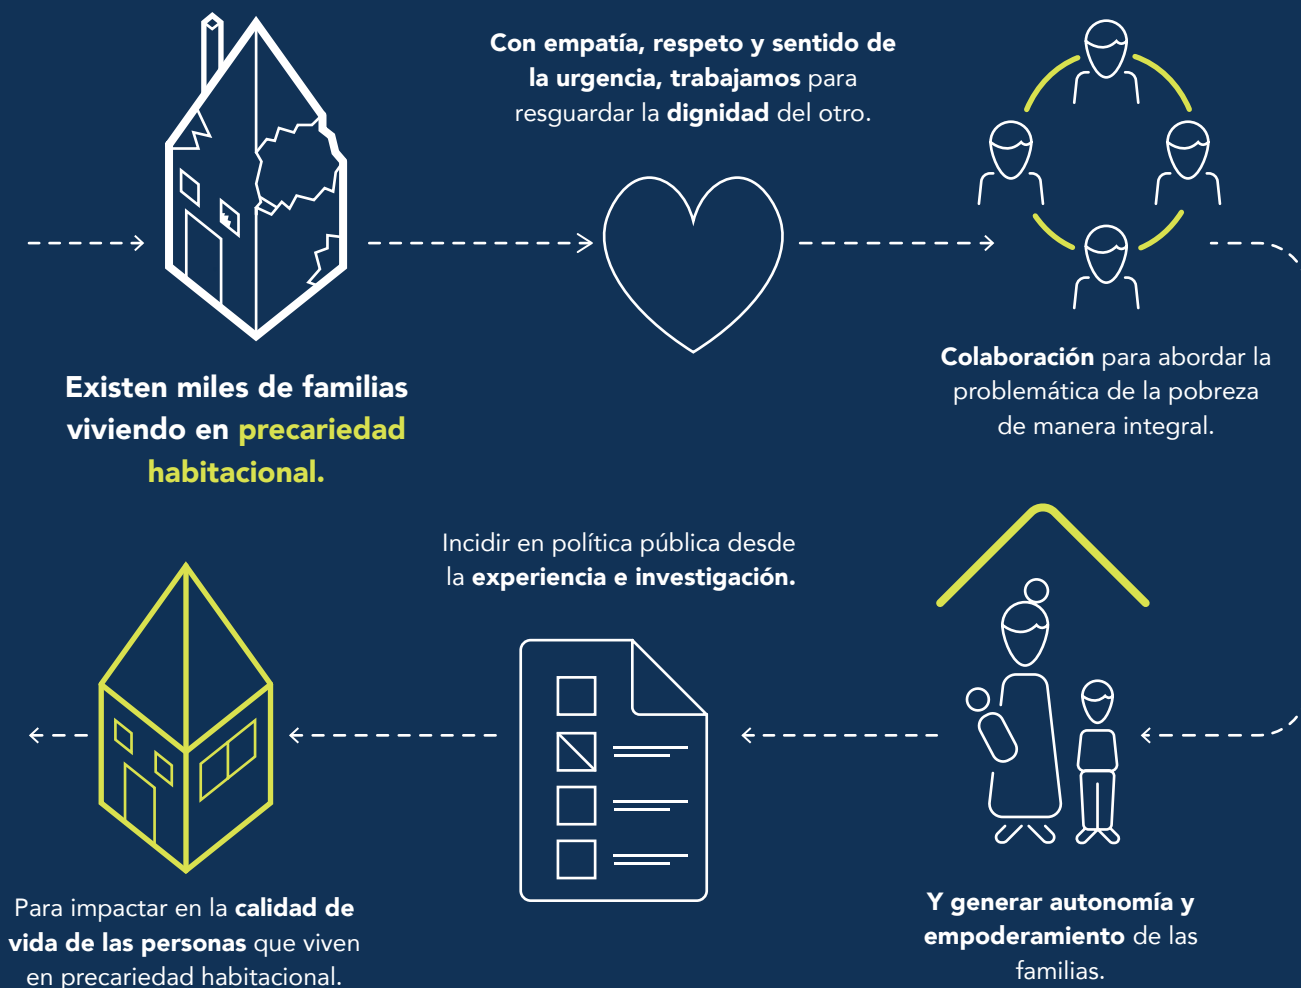 Existen miles de familias
viviendo en precariedad
habitacional.
Con empatía, respeto y sentido de
la urgencia, trabajamos para
resguardar la dignidad del otro.
Colaboración para abordar la
problemática de la pobreza
de manera integral.
Y generar autonomía y
empoderamiento de las
familias.
Incidir en política pública desde
la experiencia e investigación.
Para impactar en la calidad de
vida de las personas que viven
en precariedad habitacional.